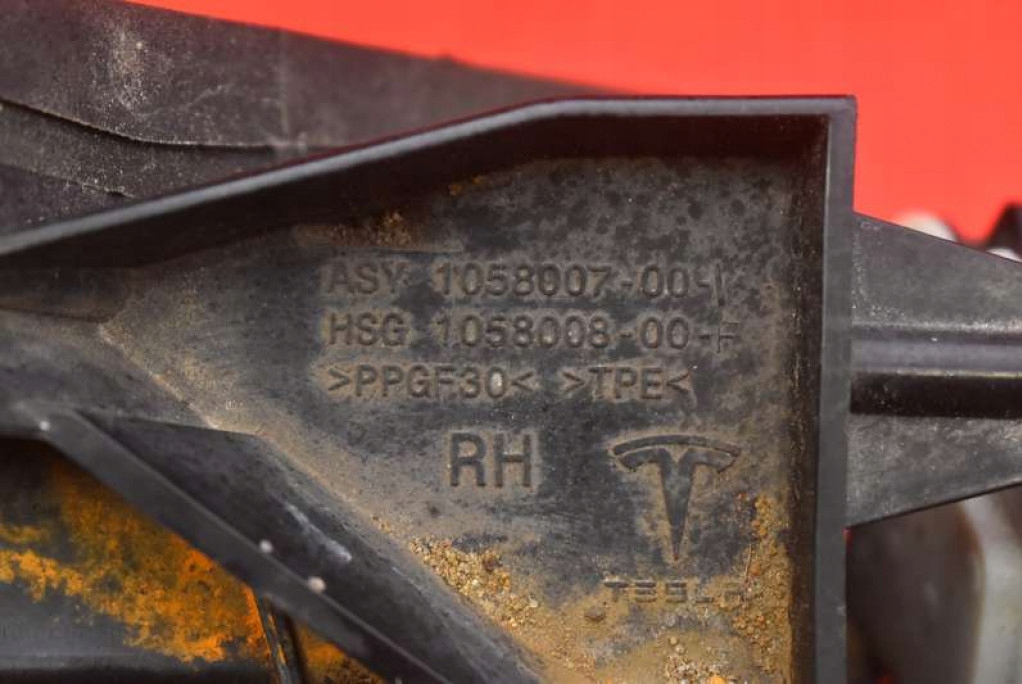 ASY 1058007-00-
HSG 1058008-00-F
>PPGF30< >TPE<
RH
TESLA